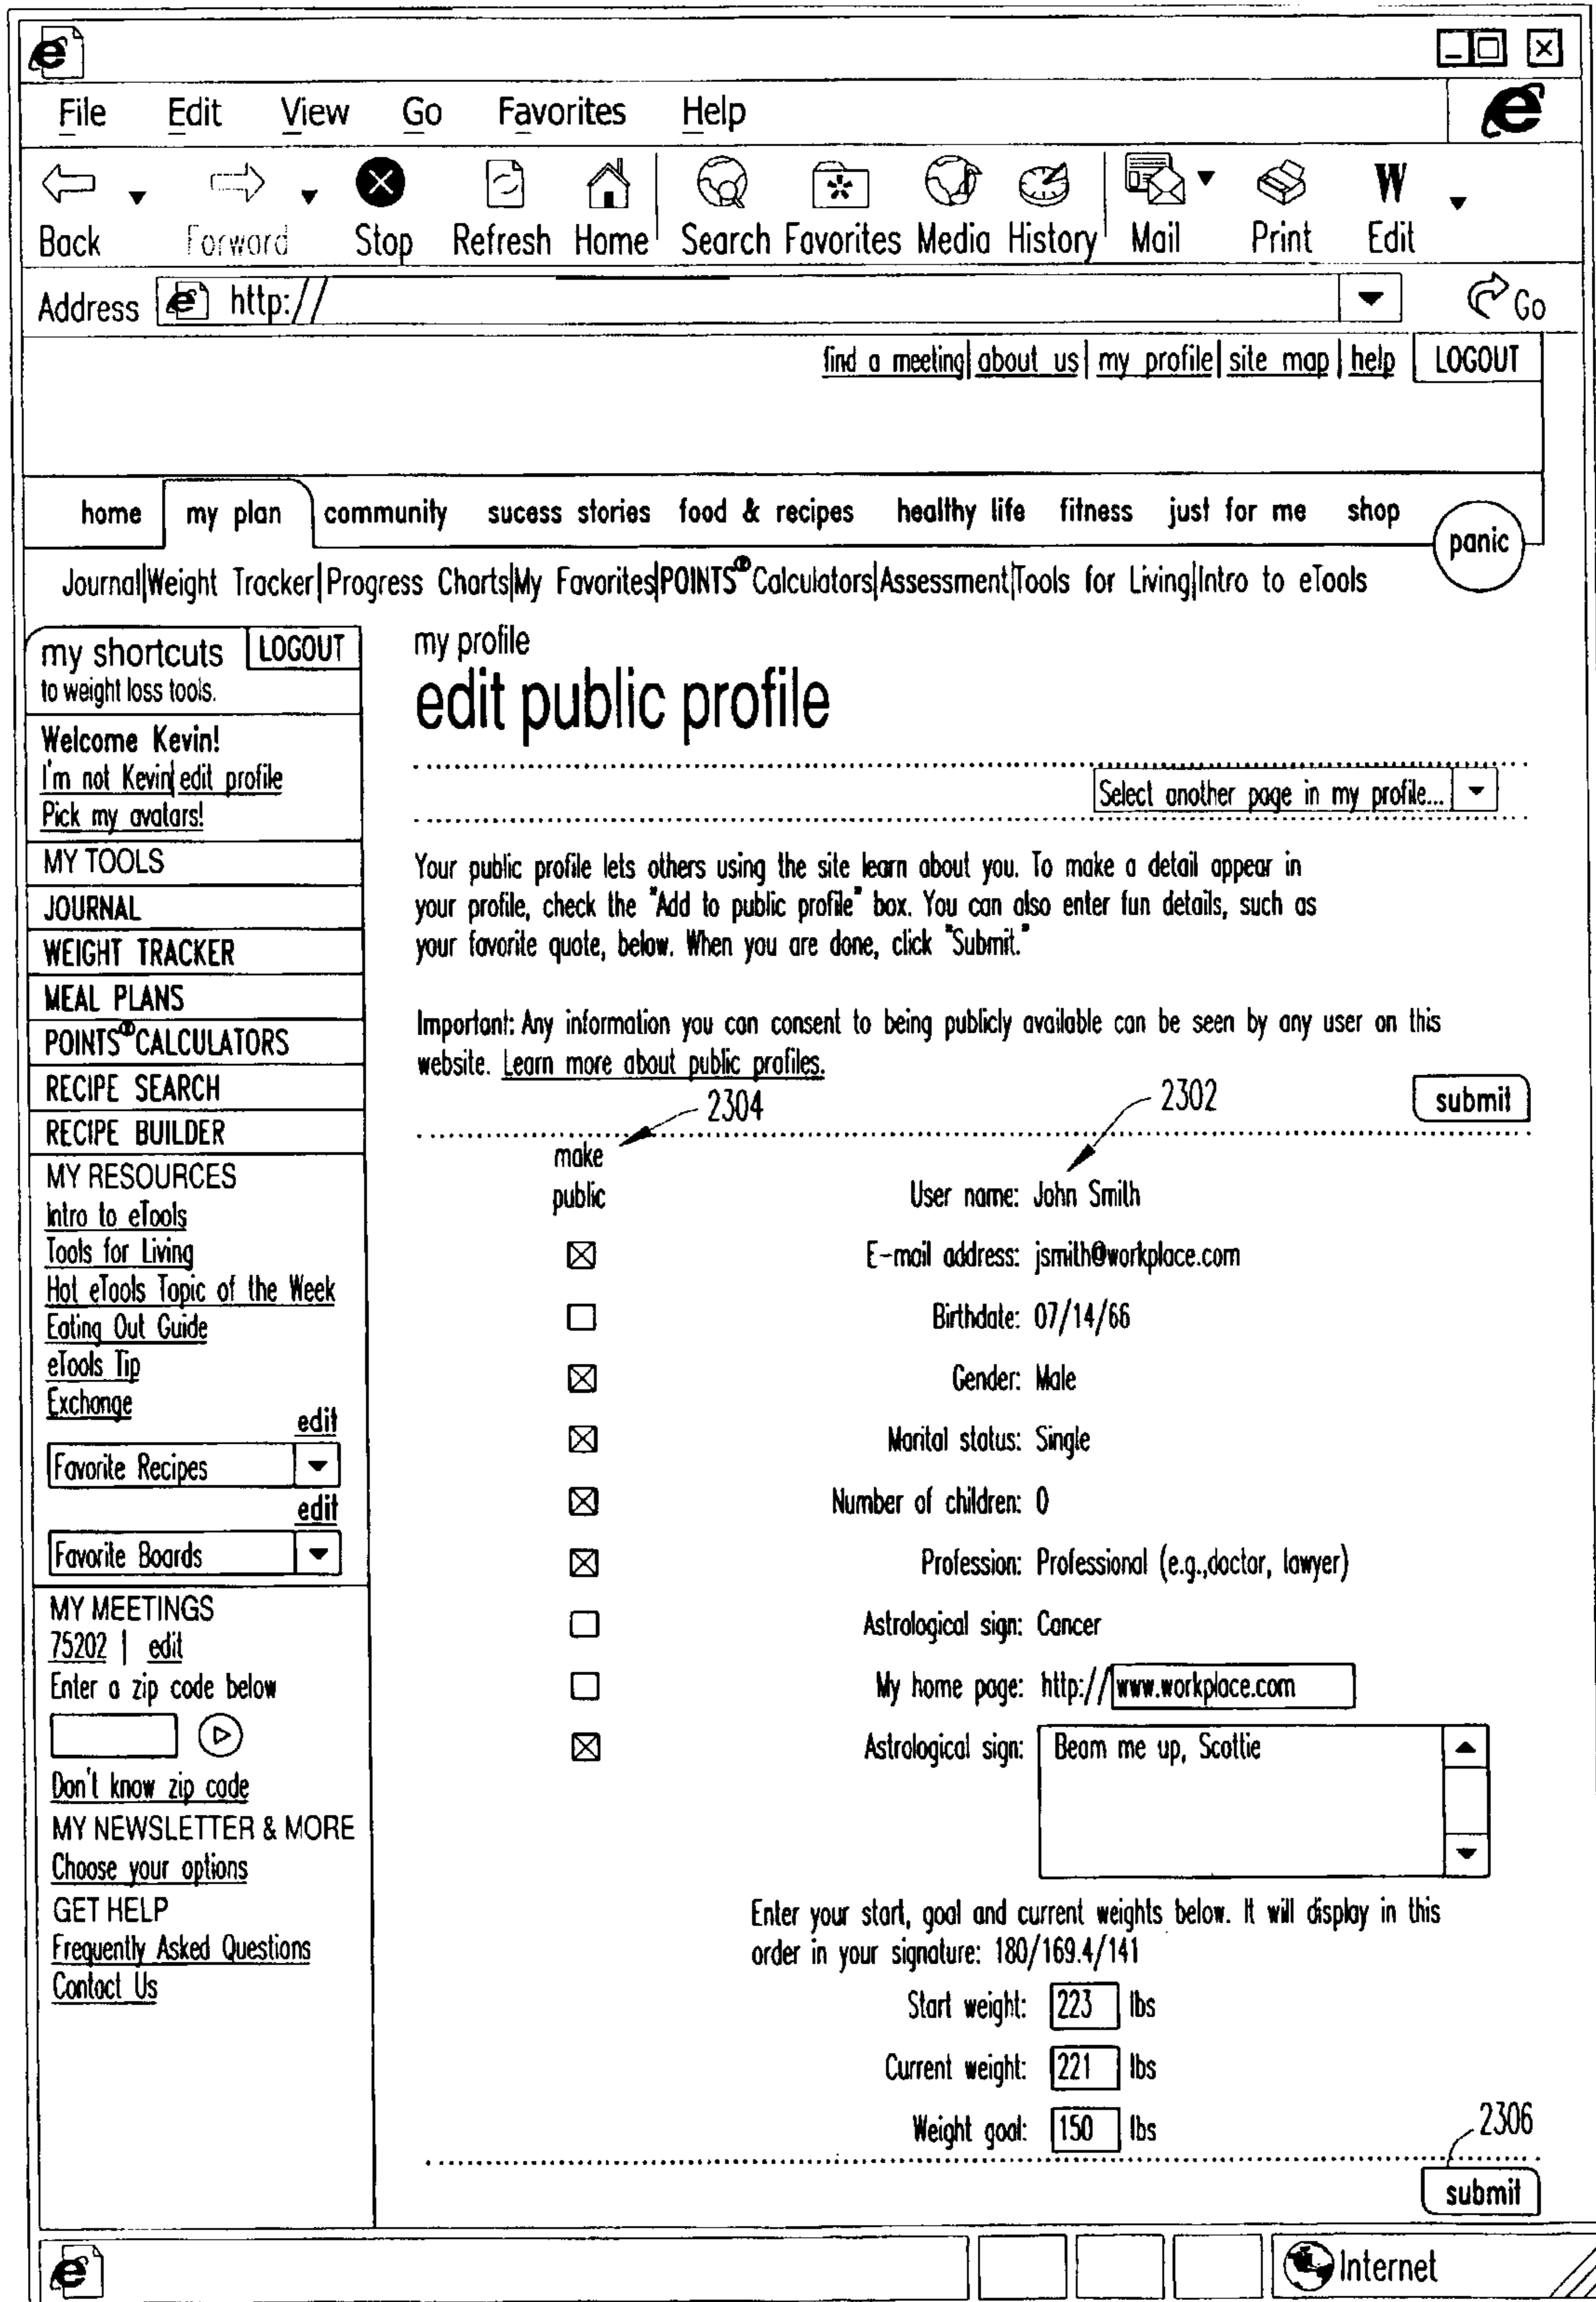 File Edit View Go Favorites Help
Back Forward Stop Refresh Home Search Favorites Media History Mail Print Edit
Address http:// Go
find a meeting| about us| my profile| site map | help LOGOUT
home my plan community sucess stories food & recipes healthy life fitness just for me shop panic
Journal|Weight Tracker|Progress Charts|My Favorites|POINTS® Calculators|Assessment|Tools for Living|Intro to eTools
my shortcuts LOGOUT
to weight loss tools.
Welcome Kevin!
I'm not Kevin|edit profile
Pick my avatars!
MY TOOLS
JOURNAL
WEIGHT TRACKER
MEAL PLANS
POINTS® CALCULATORS
RECIPE SEARCH
RECIPE BUILDER
MY RESOURCES
Intro to eTools
Tools for Living
Hot eTools Topic of the Week
Eating Out Guide
eTools Tip
Exchange
edit
Favorite Recipes
edit
Favorite Boards
MY MEETINGS
75202 | edit
Enter a zip code below
Don't know zip code
MY NEWSLETTER & MORE
Choose your options
GET HELP
Frequently Asked Questions
Contact Us
my profile
edit public profile
Select another page in my profile...
Your public profile lets others using the site learn about you. To make a detail appear in
your profile, check the "Add to public profile" box. You can also enter fun details, such as
your favorite quote, below. When you are done, click "Submit."
Important: Any information you can consent to being publicly available can be seen by any user on this
website. Learn more about public profiles.
2304 2302 submit
make
public
User name: John Smith
E-mail address: jsmith@workplace.com
Birthdate: 07/14/66
Gender: Male
Marital status: Single
Number of children: 0
Profession: Professional (e.g.,doctor, lawyer)
Astrological sign: Cancer
My home page: http:// www.workplace.com
Astrological sign: Beam me up, Scottie
Enter your start, goal and current weights below. It will display in this
order in your signature: 180/169.4/141
Start weight: 223 lbs
Current weight: 221 lbs
Weight goal: 150 lbs
2306
submit
Internet